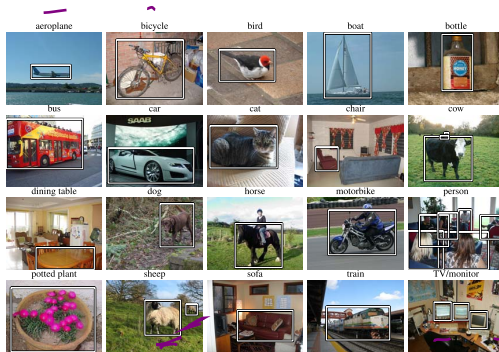 aeroplane bicycle bird boat bottle
bus car cat chair cow
SAAB
dining table dog horse motorbike person
potted plant sheep sofa train TV/monitor